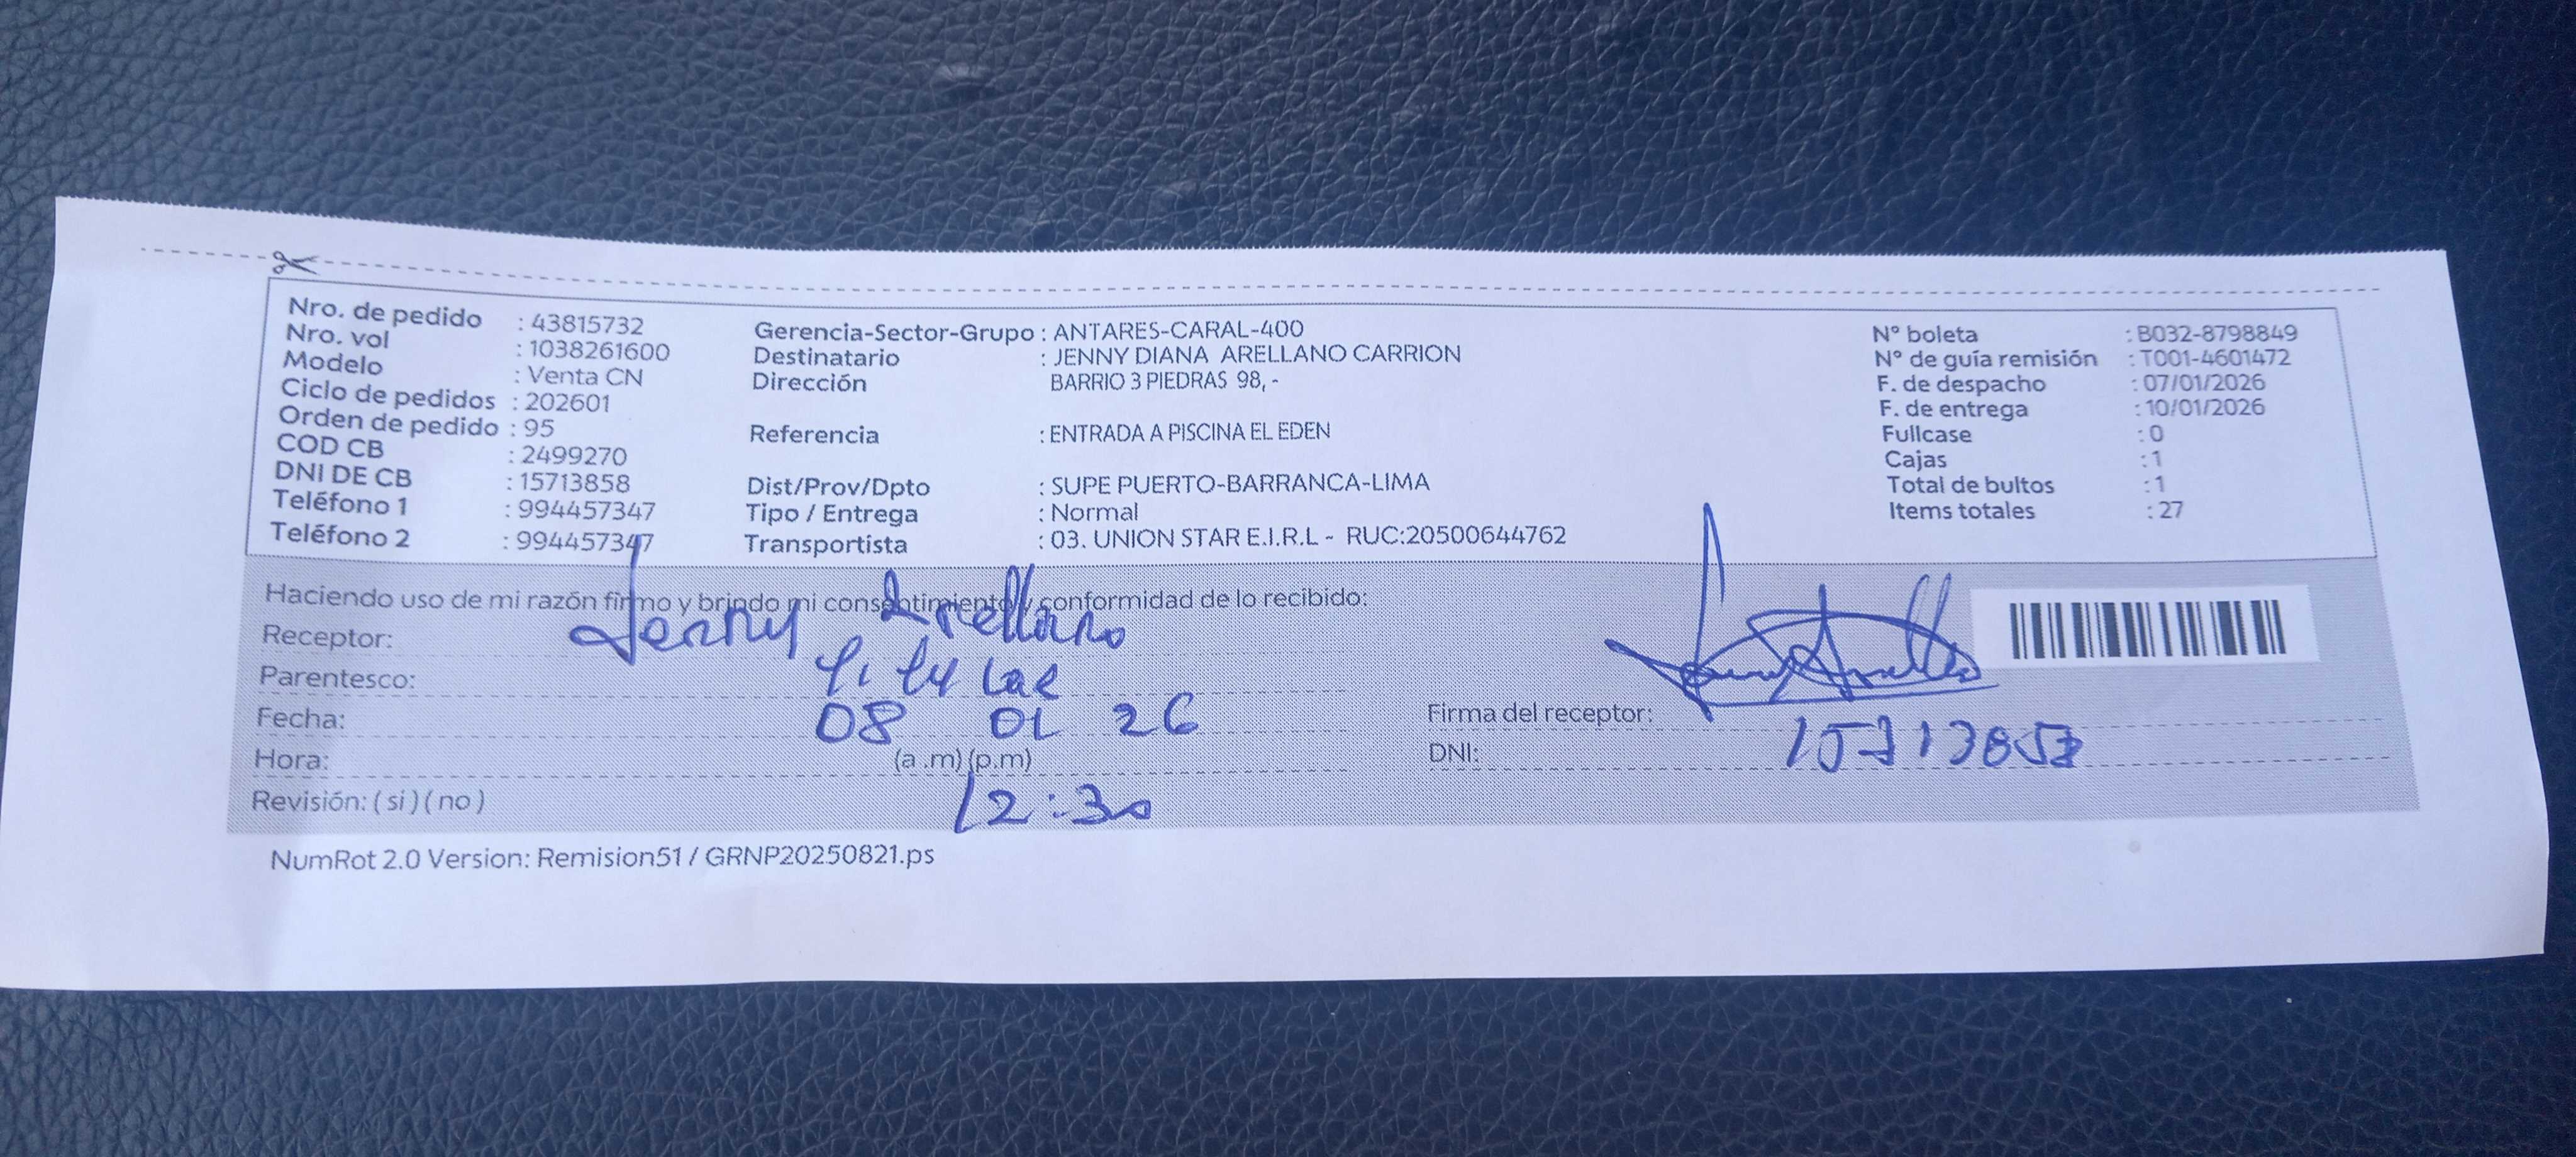 Nro. de pedido : 43815732
Nro. vol : 1038261600
Modelo : Venta CN
Ciclo de pedidos : 202601
Orden de pedido : 95
COD CB : 2499270
DNI DE CB : 15713858
Teléfono 1 : 994457347
Teléfono 2 : 994457347
Gerencia-Sector-Grupo : ANTARES-CARAL-400
Destinatario : JENNY DIANA ARELLANO CARRION
Dirección BARRIO 3 PIEDRAS 98, -
Referencia : ENTRADA A PISCINA EL EDEN
Dist/Prov/Dpto : SUPE PUERTO-BARRANCA-LIMA
Tipo / Entrega : Normal
Transportista : 03. UNION STAR E.I.R.L - RUC:20500644762
N° boleta : B032-8798849
N° de guía remisión : T001-4601472
F. de despacho : 07/01/2026
F. de entrega : 10/01/2026
Fullcase : 0
Cajas : 1
Total de bultos : 1
Items totales : 27
Haciendo uso de mi razón firmo y brindo mi consentimiento y conformidad de lo recibido:
Receptor: Jenny Arellano
Parentesco:
Fecha: 08 01 26
Hora: (a .m) (p.m)
12:30
Revisión: ( si ) ( no )
Firma del receptor:
DNI:
NumRot 2.0 Version: Remision51 / GRNP20250821.ps